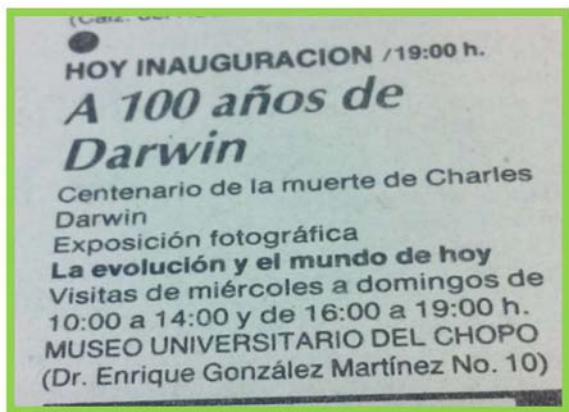 HOY INAUGURACION /19:00 h.
A 100 años de
Darwin
Centenario de la muerte de Charles
Darwin
Exposición fotográfica
La evolución y el mundo de hoy
Visitas de miércoles a domingos de
10:00 a 14:00 y de 16:00 a 19:00 h.
MUSEO UNIVERSITARIO DEL CHOPO
(Dr. Enrique González Martínez No. 10)